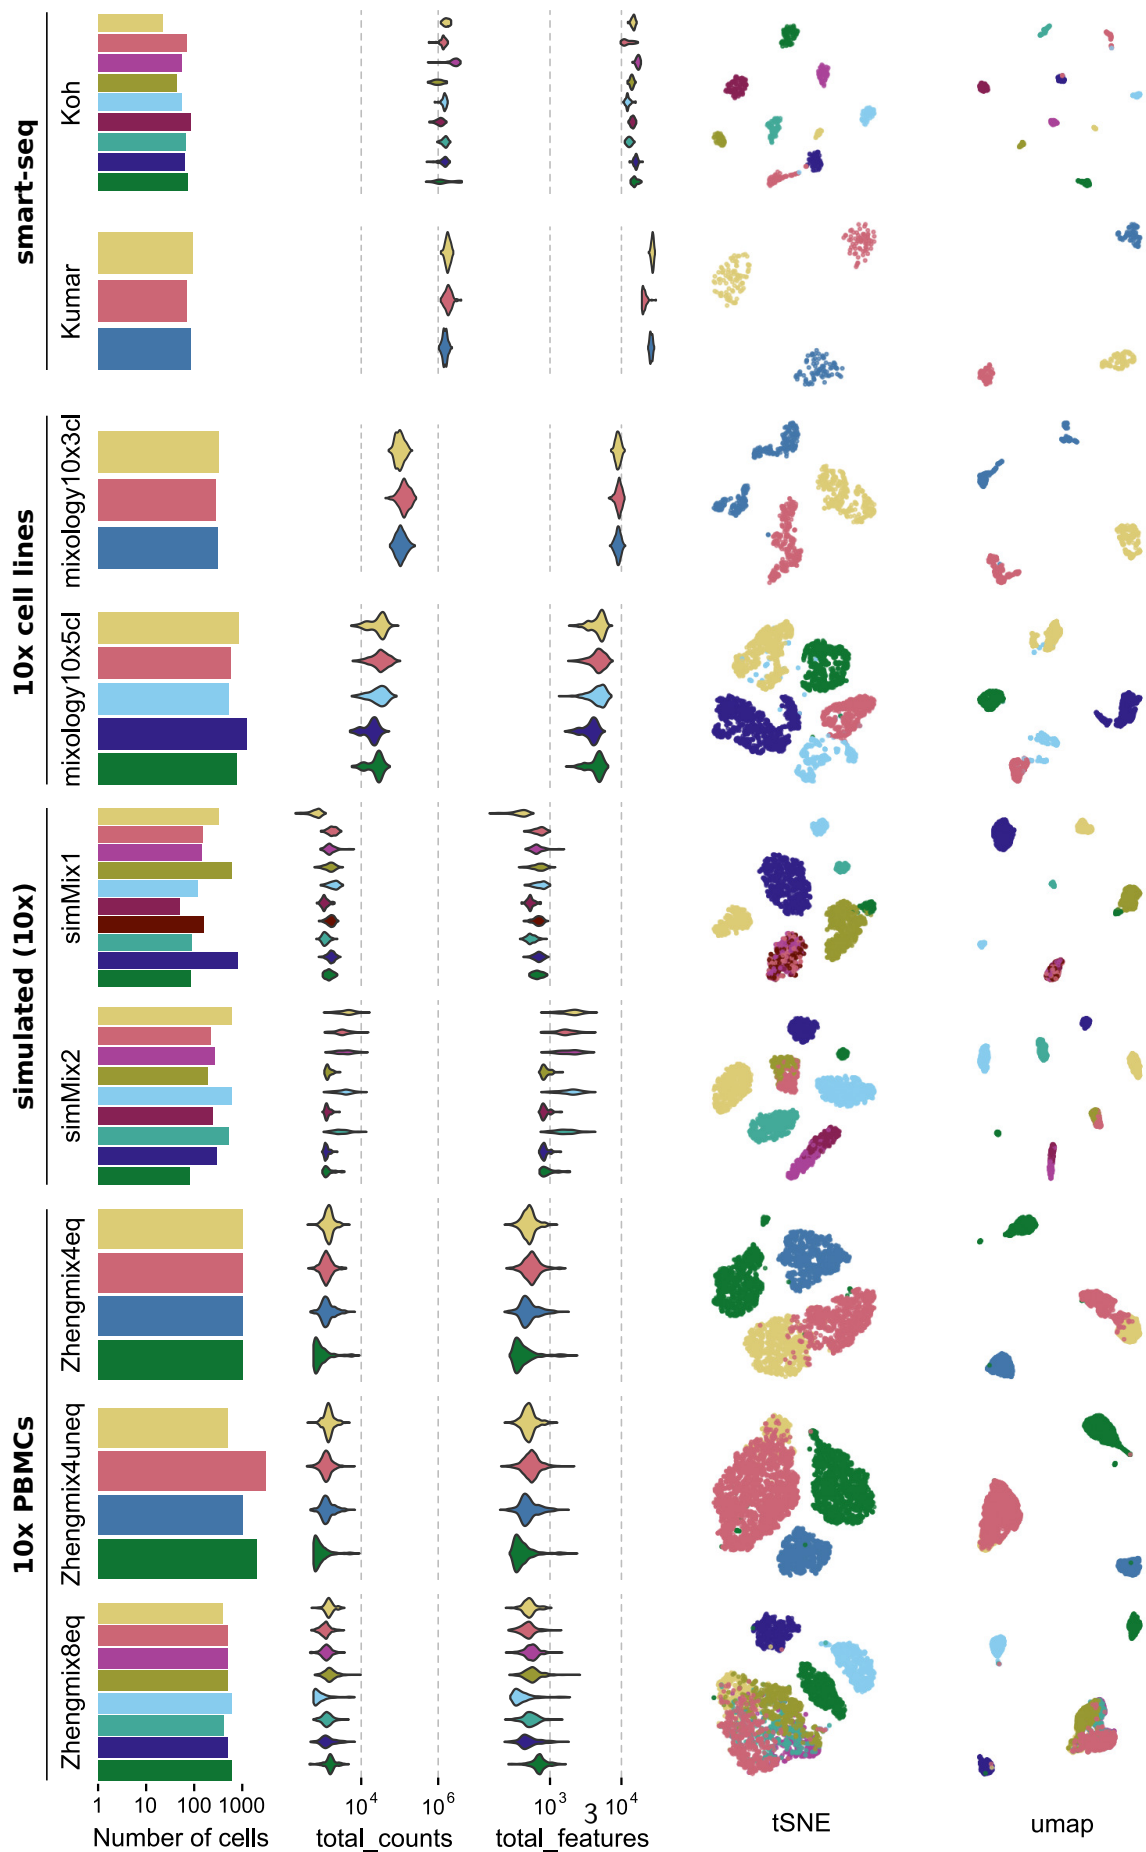 smart-seq
Koh
Kumar
10x cell lines
mixology10x3cl
mixology10x5cl
simulated (10x)
simMix1
simMix2
10x PBMCs
Zhengmix4eq
Zhengmix4uneq
Zhengmix8eq
1 10 100 1000
Number of cells
10^4 10^6
total_counts
10^3 10^4
total_features
3
tSNE
umap